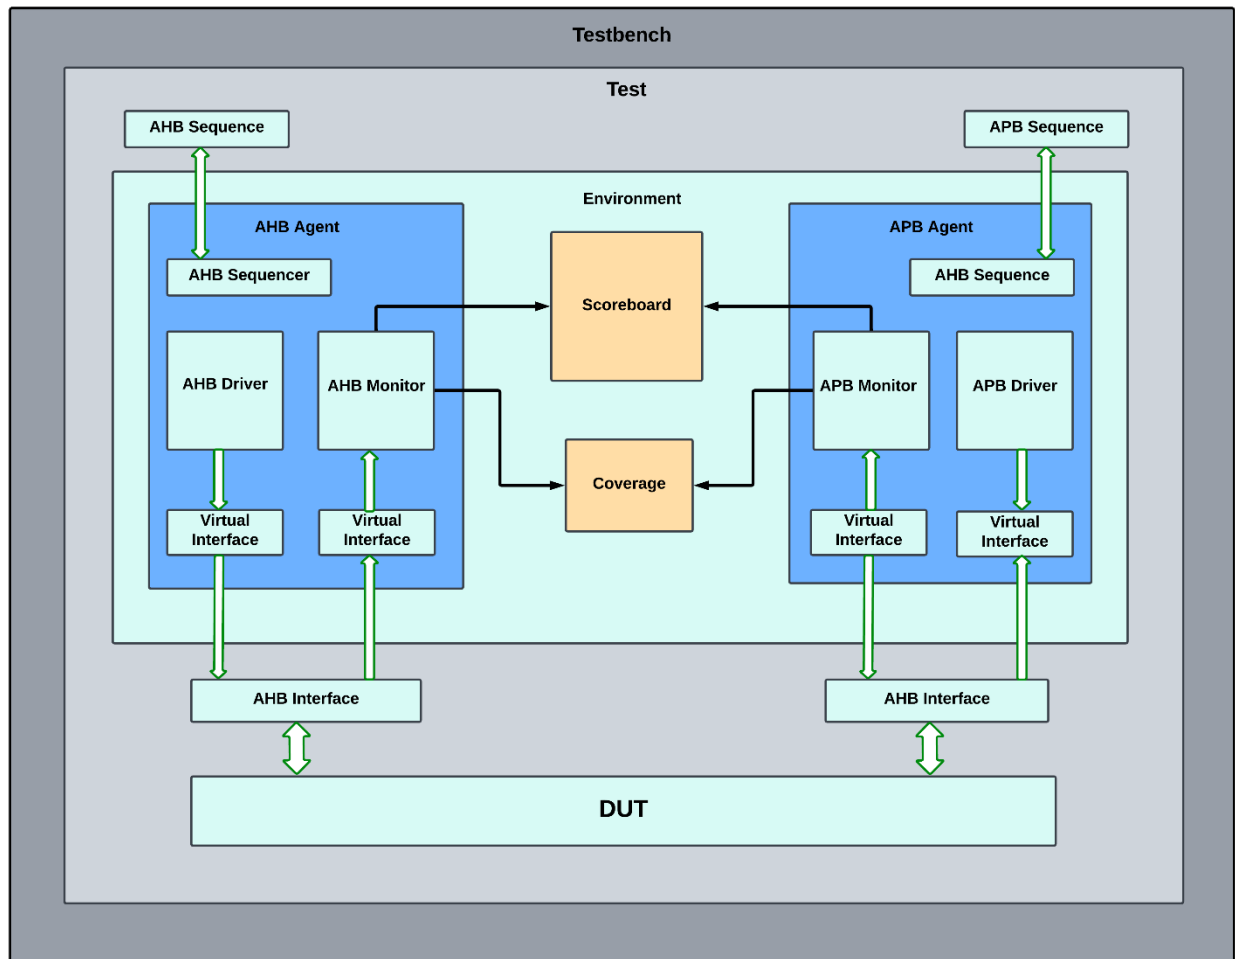 Testbench
Test
AHB Sequence
APB Sequence
Environment
AHB Agent
APB Agent
AHB Sequencer
AHB Sequence
Scoreboard
AHB Driver
AHB Monitor
APB Monitor
APB Driver
Coverage
Virtual
Interface
Virtual
Interface
Virtual
Interface
Virtual
Interface
AHB Interface
AHB Interface
DUT